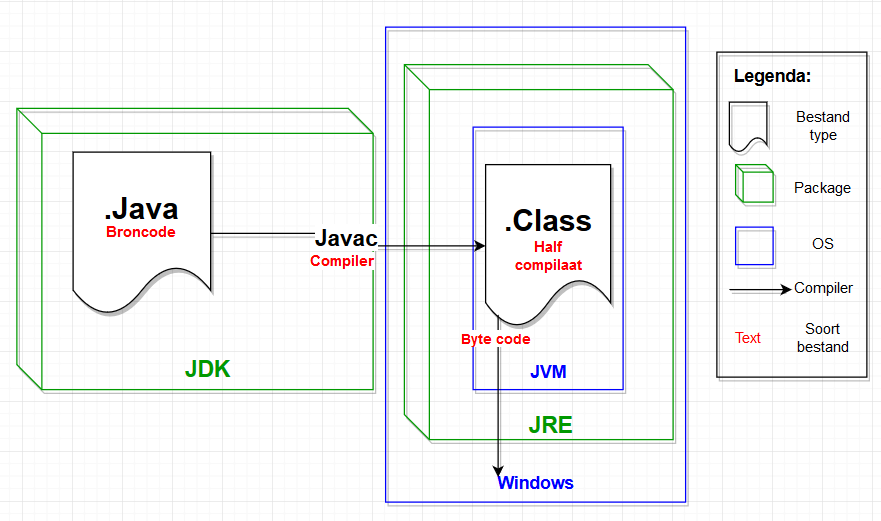 .Java
Broncode
Javac
Compiler
JDK
.Class
Half
compilaat
Byte code
JVM
JRE
Windows
Legenda:
Bestand
type
Package
OS
Compiler
Text
Soort
bestand